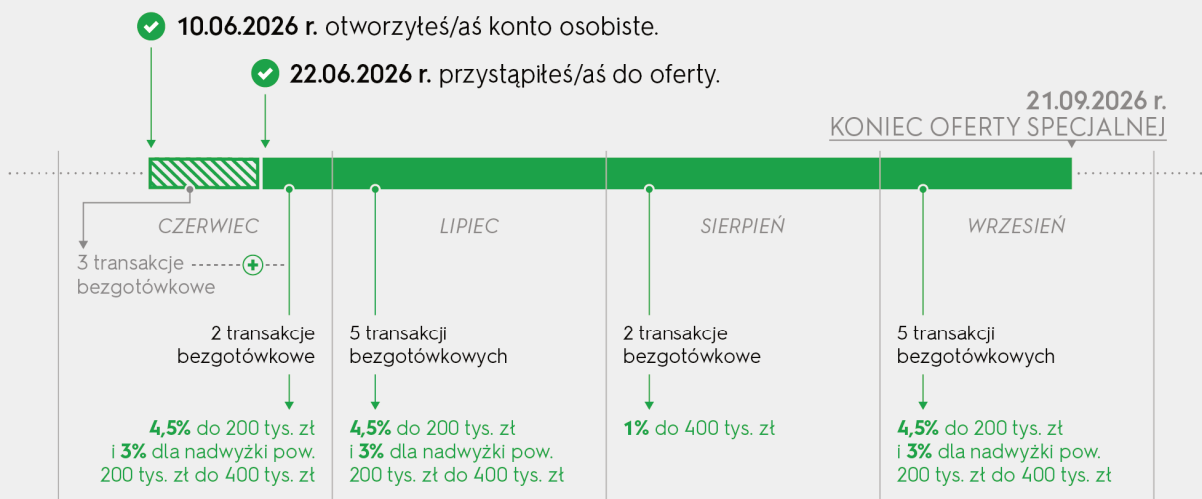 10.06.2026 r. otworzyłeś/aś konto osobiste.
22.06.2026 r. przystąpiłeś/aś do oferty.
21.09.2026 r.
KONIEC OFERTY SPECJALNEJ
CZERWIEC
LIPIEC
SIERPIEŃ
WRZESIEŃ
3 transakcje
bezgotówkowe
2 transakcje
bezgotówkowe
4,5% do 200 tys. zł
i 3% dla nadwyżki pow.
200 tys. zł do 400 tys. zł
5 transakcji
bezgotówkowych
4,5% do 200 tys. zł
i 3% dla nadwyżki pow.
200 tys. zł do 400 tys. zł
2 transakcje
bezgotówkowe
1% do 400 tys. zł
5 transakcji
bezgotówkowych
4,5% do 200 tys. zł
i 3% dla nadwyżki pow.
200 tys. zł do 400 tys. zł